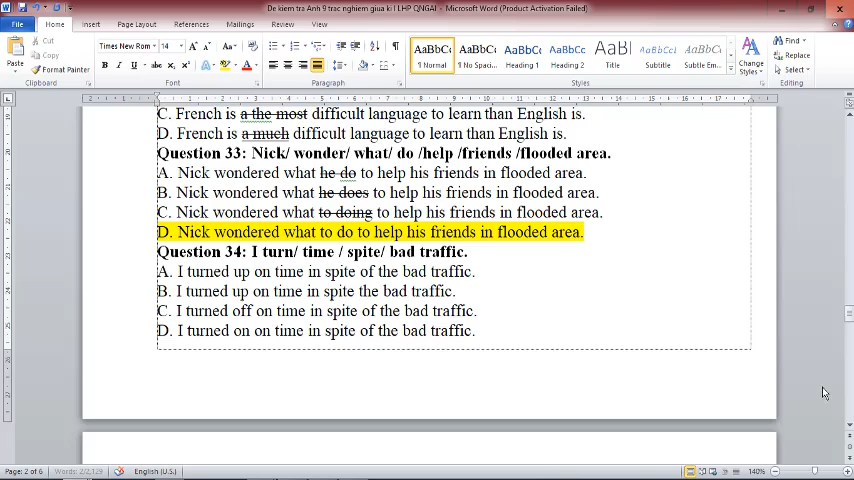 De kiem tra Anh 9 trac nghiem giua ki I LHP QNGAI - Microsoft Word (Product Activation Failed)
File Home Insert Page Layout References Mailings Review View
Cut
Copy
Format Painter
Paste
Clipboard
Times New Rom 14
Font
Paragraph
AaBbCc AaBbCc AaBbC AaBbCc AaBl AaBbCc AaBbCc
¶ Normal ¶ No Spaci... Heading 1 Heading 2 Title Subtitle Subtle Em...
Change Styles
Styles
Find
Replace
Select
Editing
C. French is a the most difficult language to learn than English is.
D. French is a much difficult language to learn than English is.
Question 33: Nick/ wonder/ what/ do /help /friends /flooded area.
A. Nick wondered what he do to help his friends in flooded area.
B. Nick wondered what he does to help his friends in flooded area.
C. Nick wondered what to doing to help his friends in flooded area.
D. Nick wondered what to do to help his friends in flooded area.
Question 34: I turn/ time / spite/ bad traffic.
A. I turned up on time in spite of the bad traffic.
B. I turned up on time in spite the bad traffic.
C. I turned off on time in spite of the bad traffic.
D. I turned on on time in spite of the bad traffic.
Page: 2 of 6 Words: 2/2,129 English (U.S.) 140%